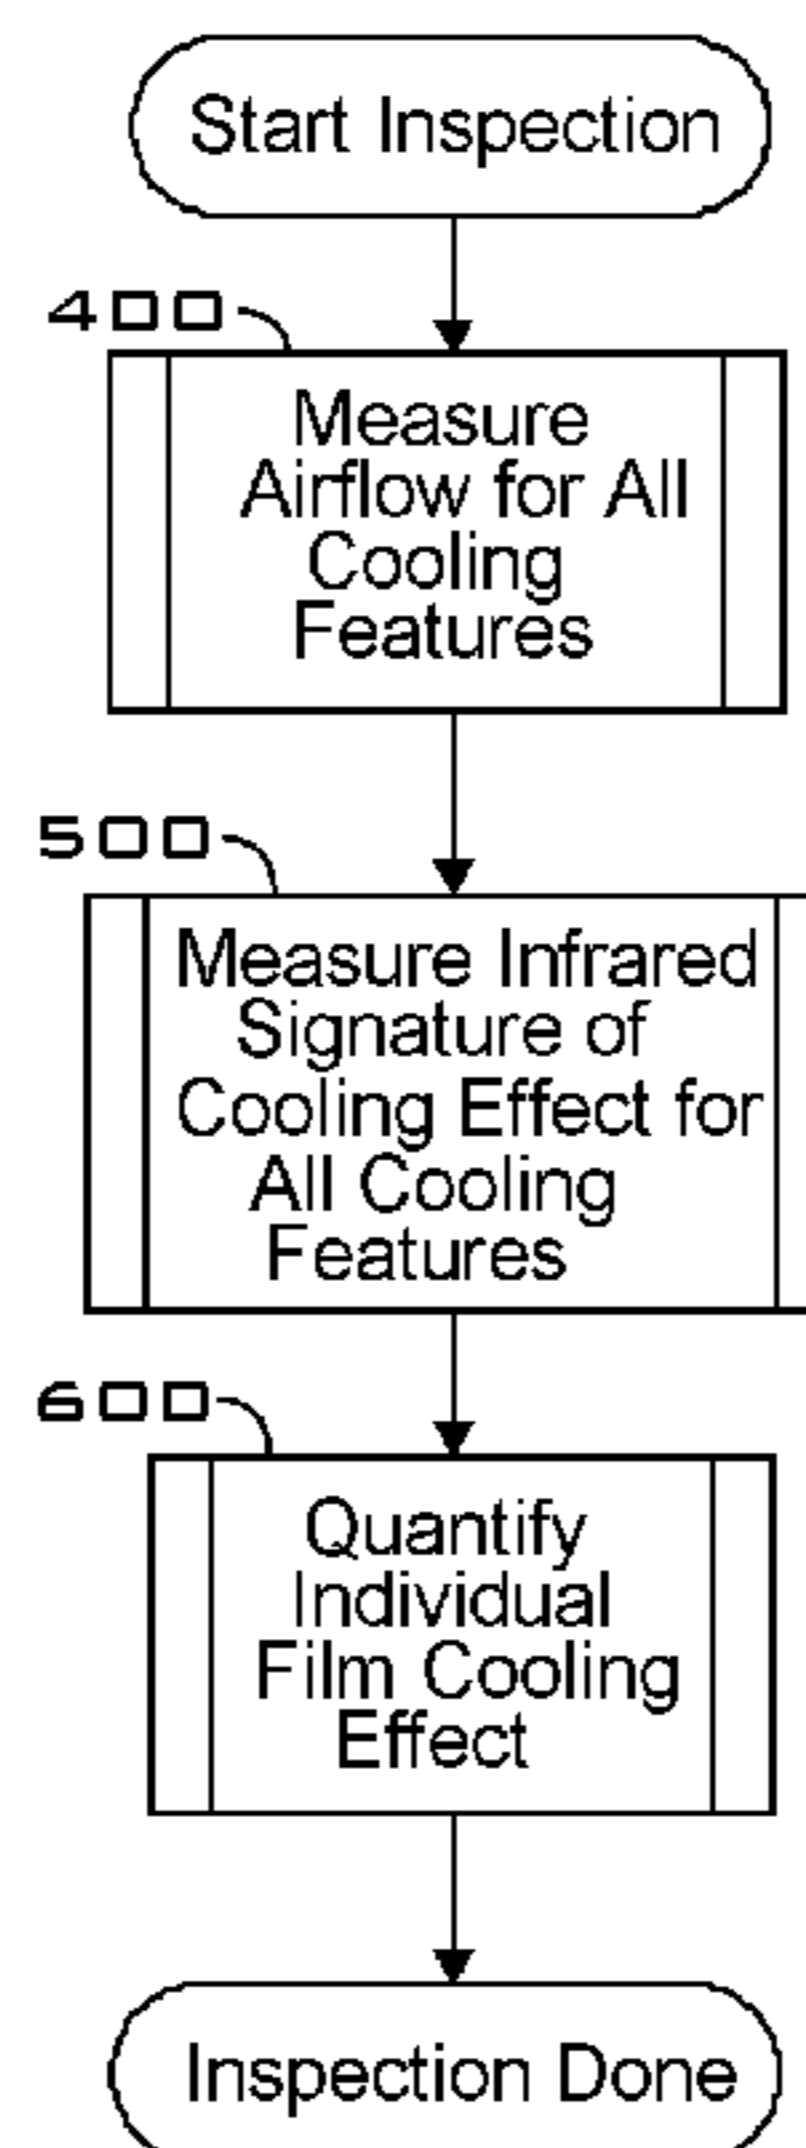 Start Inspection
400
Measure
Airflow for All
Cooling
Features
500
Measure Infrared
Signature of
Cooling Effect for
All Cooling
Features
600
Quantify
Individual
Film Cooling
Effect
Inspection Done